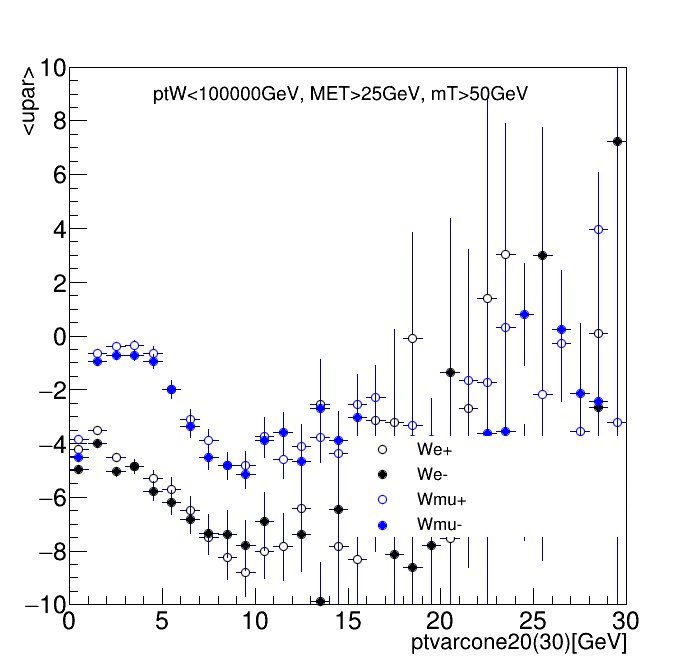 <upar>
ptW<100000GeV, MET>25GeV, mT>50GeV
10
8
6
4
2
0
−2
−4
−6
−8
−10
We+
We-
Wmu+
Wmu-
0 5 10 15 20 25 30
ptvarcone20(30)[GeV]